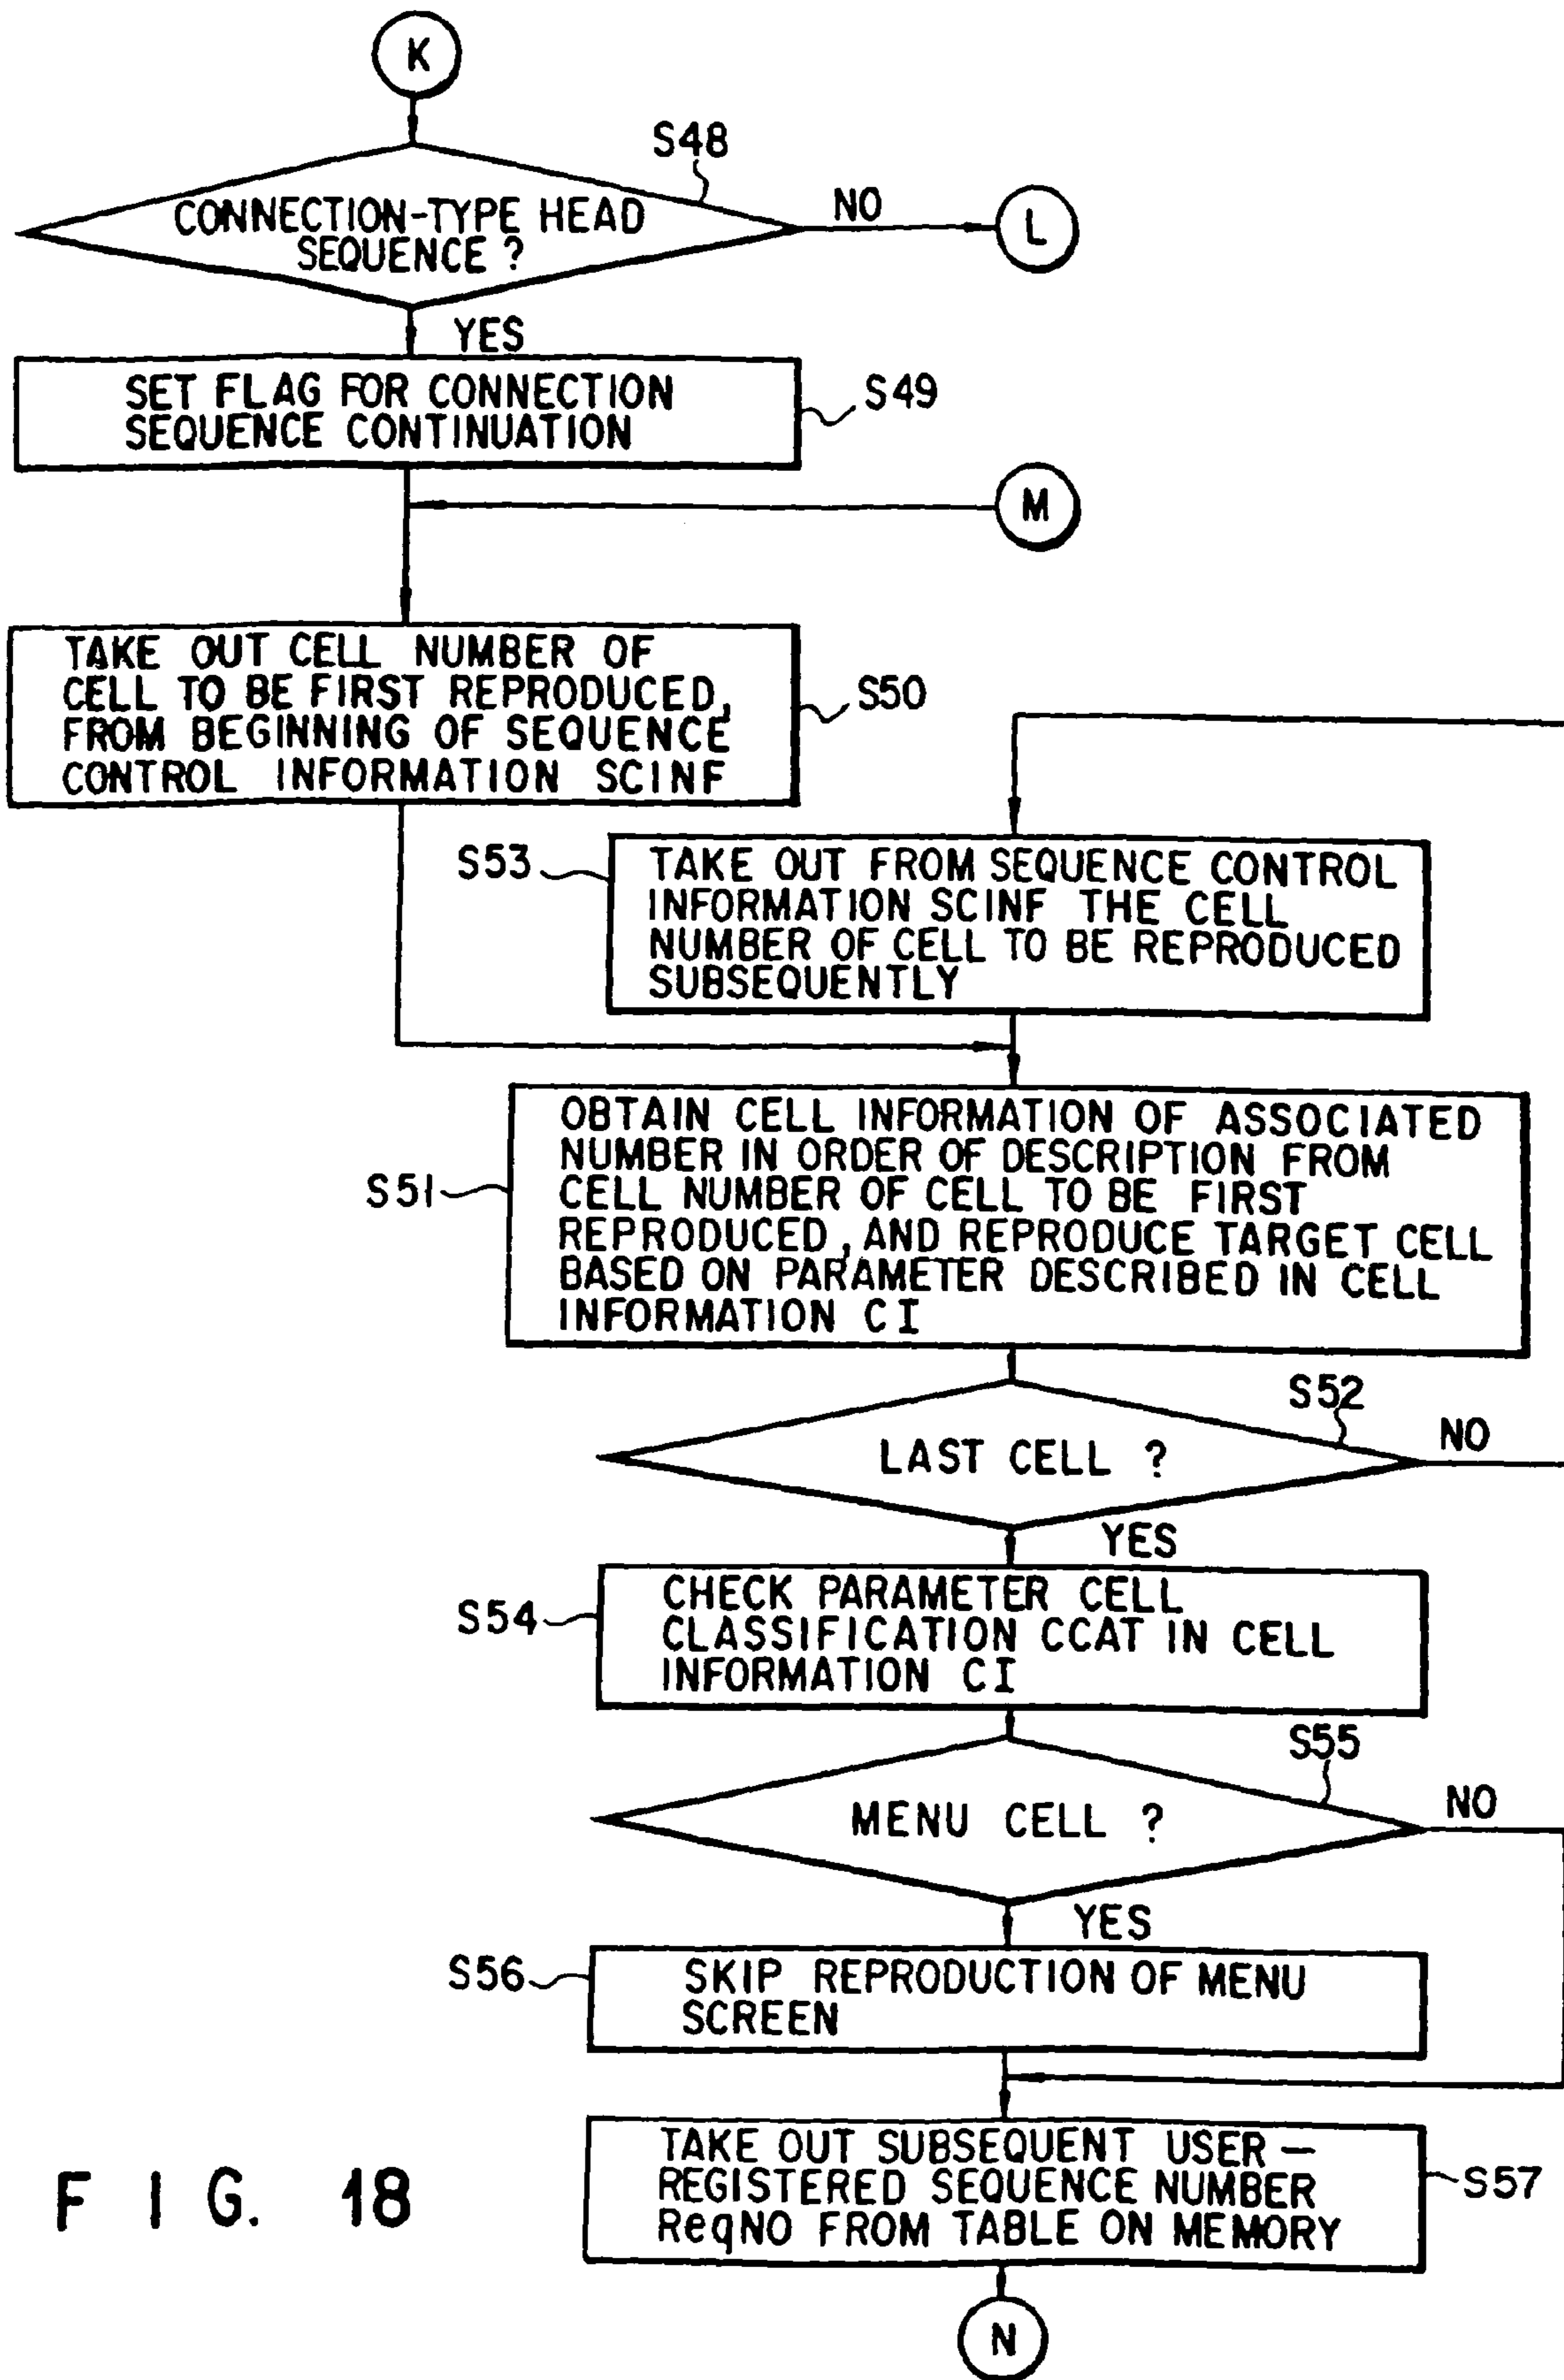 K
S48
CONNECTION-TYPE HEAD
SEQUENCE ?
NO
L
YES
SET FLAG FOR CONNECTION
SEQUENCE CONTINUATION
S49
M
TAKE OUT CELL NUMBER OF
CELL TO BE FIRST REPRODUCED,
FROM BEGINNING OF SEQUENCE
CONTROL INFORMATION SCINF
S50
S53
TAKE OUT FROM SEQUENCE CONTROL
INFORMATION SCINF THE CELL
NUMBER OF CELL TO BE REPRODUCED
SUBSEQUENTLY
S51
OBTAIN CELL INFORMATION OF ASSOCIATED
NUMBER IN ORDER OF DESCRIPTION FROM
CELL NUMBER OF CELL TO BE FIRST
REPRODUCED, AND REPRODUCE TARGET CELL
BASED ON PARAMETER DESCRIBED IN CELL
INFORMATION CI
S52
LAST CELL ?
NO
YES
S54
CHECK PARAMETER CELL
CLASSIFICATION CCAT IN CELL
INFORMATION CI
S55
MENU CELL ?
NO
YES
S56
SKIP REPRODUCTION OF MENU
SCREEN
TAKE OUT SUBSEQUENT USER-
REGISTERED SEQUENCE NUMBER
ReqNO FROM TABLE ON MEMORY
S57
N
FIG. 18